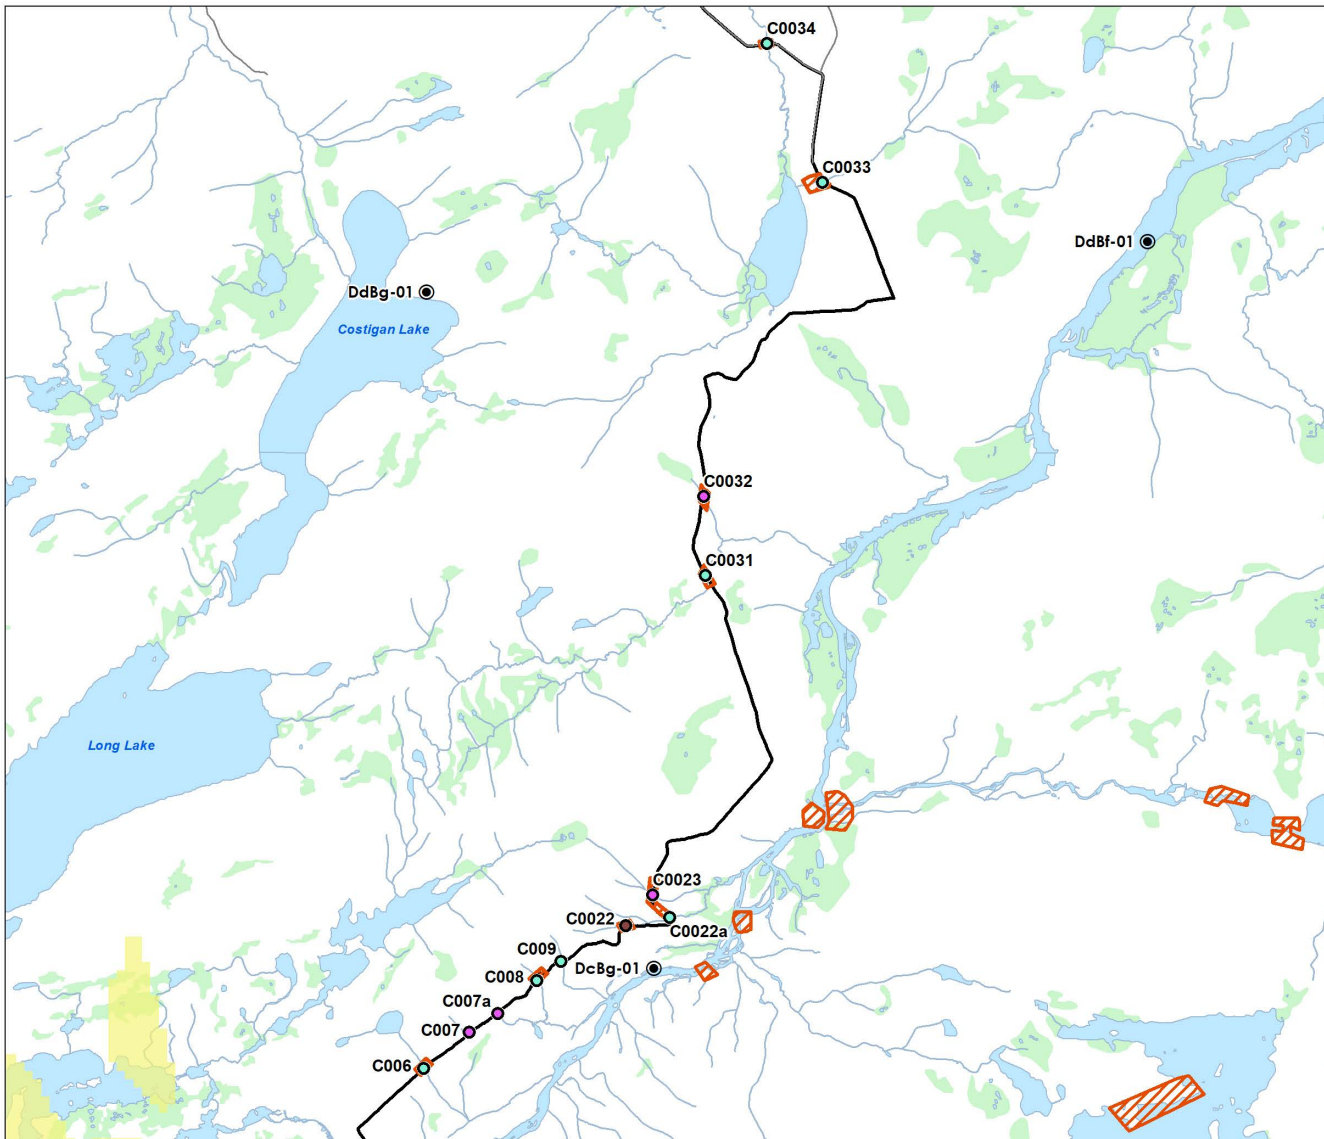 C0034
C0033
DdBf-01
DdBg-01
Costigan Lake
C0032
C0031
Long Lake
C0023
C0022
C0022a
C009
DcBg-01
C008
C007a
C007
C006